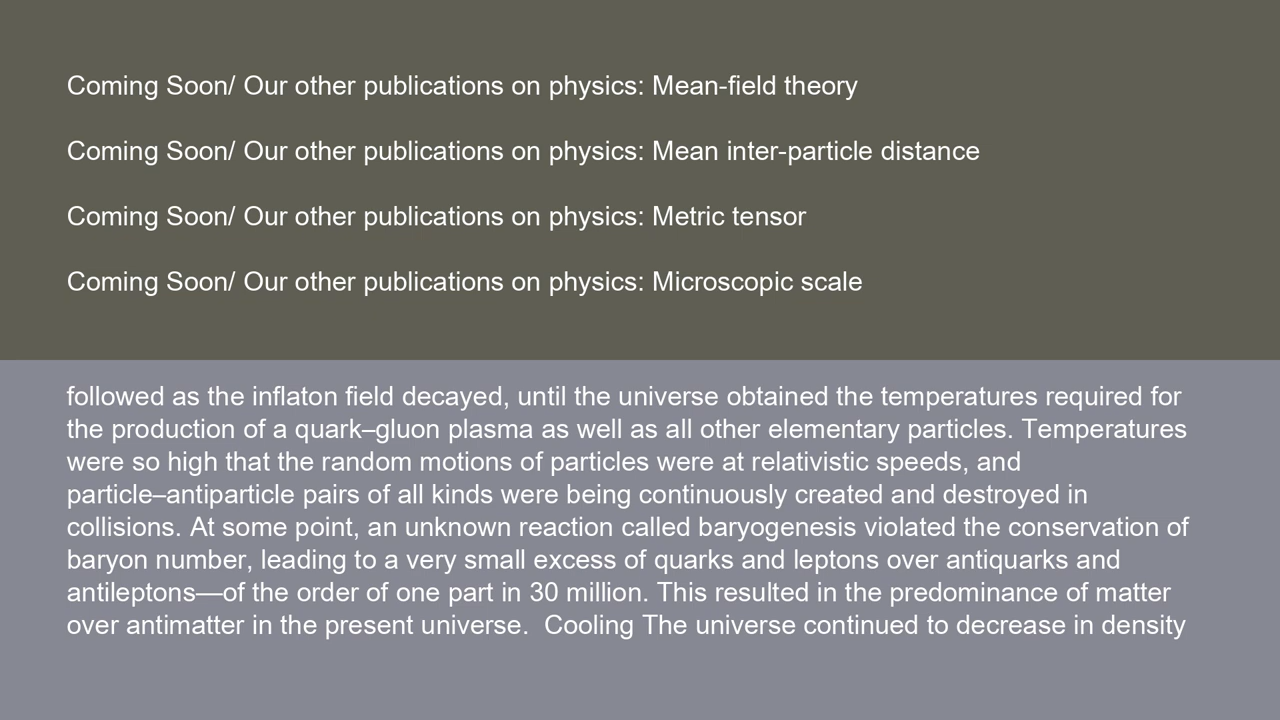 Coming Soon/ Our other publications on physics: Mean-field theory
Coming Soon/ Our other publications on physics: Mean inter-particle distance
Coming Soon/ Our other publications on physics: Metric tensor
Coming Soon/ Our other publications on physics: Microscopic scale
followed as the inflaton field decayed, until the universe obtained the temperatures required for
the production of a quark–gluon plasma as well as all other elementary particles. Temperatures
were so high that the random motions of particles were at relativistic speeds, and
particle–antiparticle pairs of all kinds were being continuously created and destroyed in
collisions. At some point, an unknown reaction called baryogenesis violated the conservation of
baryon number, leading to a very small excess of quarks and leptons over antiquarks and
antileptons—of the order of one part in 30 million. This resulted in the predominance of matter
over antimatter in the present universe.  Cooling The universe continued to decrease in density